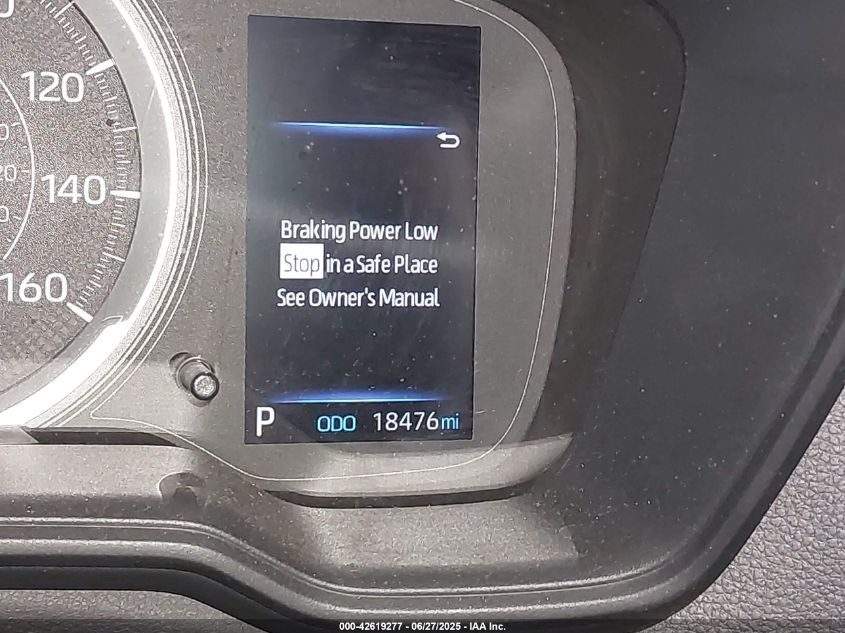 120
140
160
Braking Power Low
Stop in a Safe Place
See Owner's Manual
P ODO 18476 mi
000-42619277 - 06/27/2025 - IAA Inc.